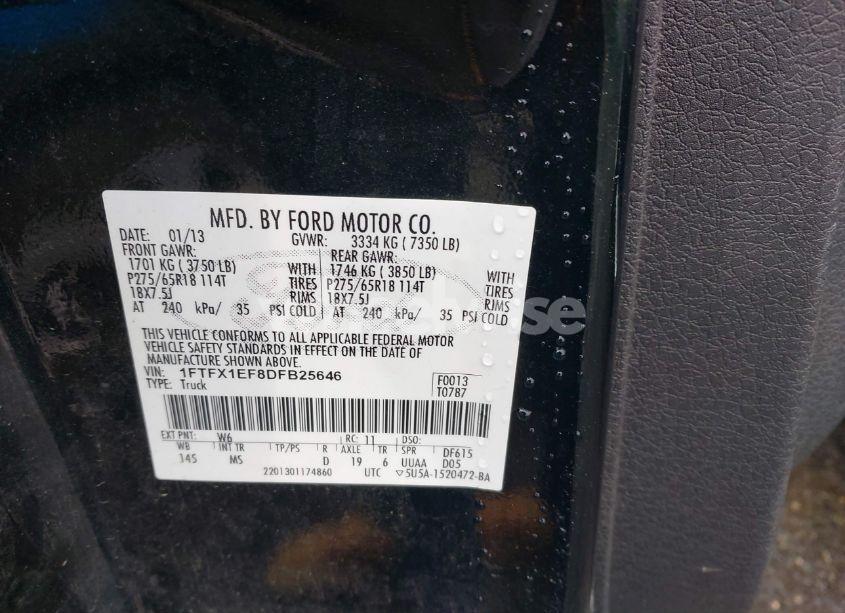 MFD. BY FORD MOTOR CO.
DATE: 01/13 GVWR: 3334 KG ( 7350 LB)
FRONT GAWR: REAR GAWR:
1701 KG ( 3750 LB) WITH 1746 KG ( 3850 LB) WITH
P275/65R18 114T TIRES P275/65R18 114T TIRES
18X7.5J RIMS 18X7.5J RIMS
AT 240 kPa/ 35 PSI COLD AT 240 kPa/ 35 PSI COLD
THIS VEHICLE CONFORMS TO ALL APPLICABLE FEDERAL MOTOR
VEHICLE SAFETY STANDARDS IN EFFECT ON THE DATE OF
MANUFACTURE SHOWN ABOVE.
VIN: 1FTFX1EF8DFB25646 F0013
TYPE: Truck T07B7
EXT PNT: W6 RC: 11 DSO:
WB INT TR TP/PS R AXLE TR SPR DF615
145 MS D 19 6 UUAA D05
2201301174860 UTC 5U5A-1520472-BA